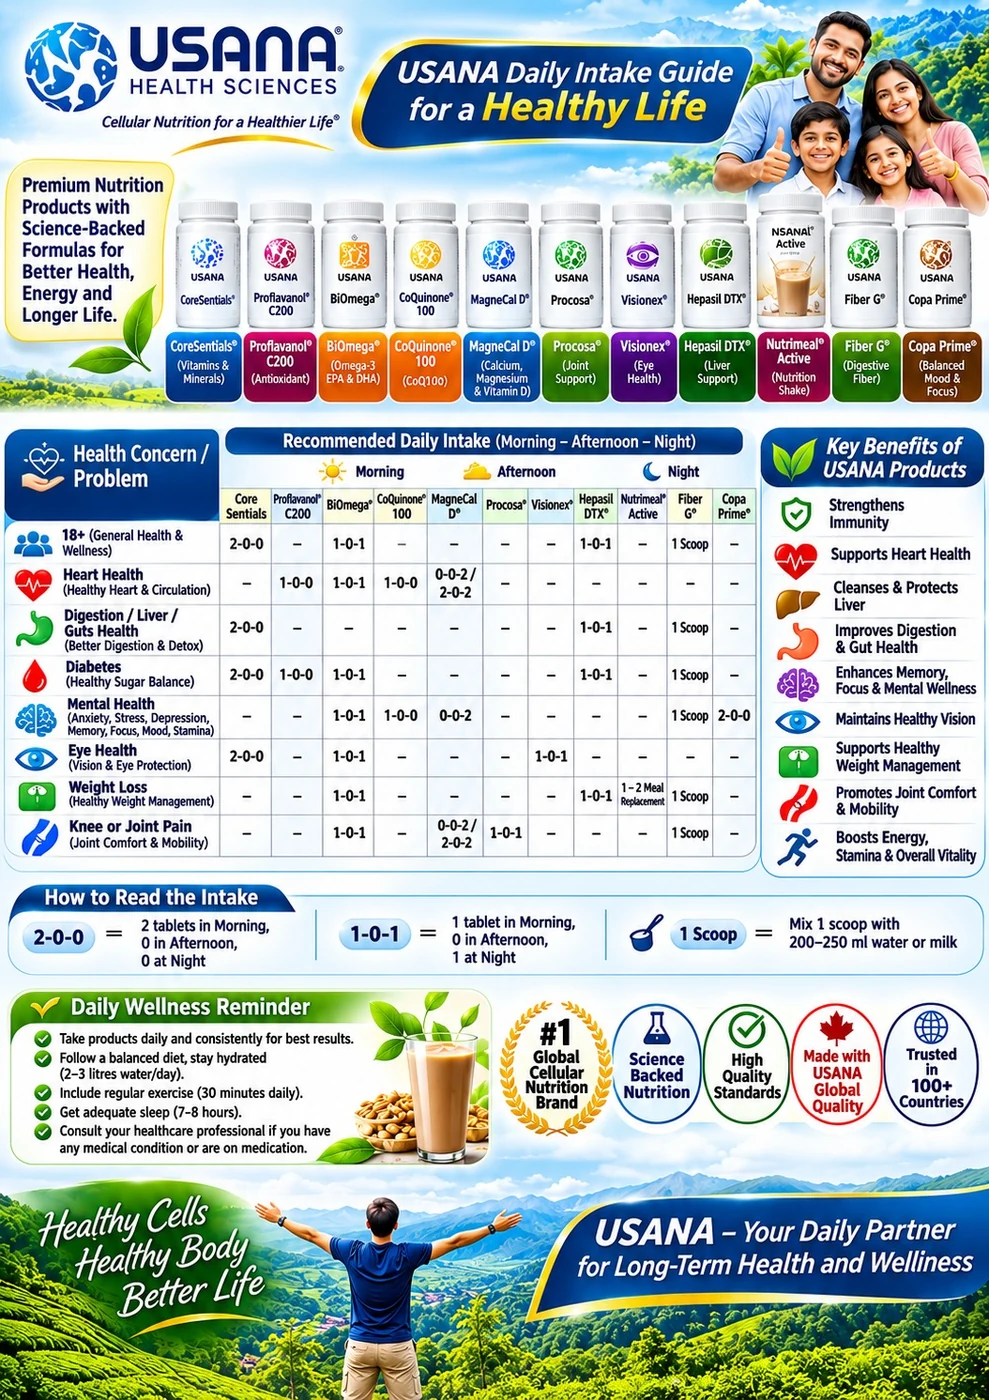 USANA®
HEALTH SCIENCES
Cellular Nutrition for a Healthier Life®
USANA Daily Intake Guide
for a Healthy Life
Premium Nutrition
Products with
Science-Backed
Formulas for
Better Health,
Energy and
Longer Life.
USANA
CoreSentials®
USANA
Proflavanol®
C200
USANA
BiOmega®
USANA
CoQuinone®
100
USANA
MagneCal D®
USANA
Procosa®
USANA
Visionex®
USANA
Hepasil DTX®
NSANAL®
Active
USANA
Fiber G®
USANA
Copa Prime®
CoreSentials®
(Vitamins &
Minerals)
Proflavanol®
C200
(Antioxidant)
BiOmega®
(Omega-3
EPA & DHA)
CoQuinone®
100
(CoQ100)
MagneCal D®
(Calcium,
Magnesium
& Vitamin D)
Procosa®
(Joint
Support)
Visionex®
(Eye
Health)
Hepasil DTX®
(Liver
Support)
Nutrimeal®
Active
(Nutrition
Shake)
Fiber G®
(Digestive
Fiber)
Copa Prime®
(Balanced
Mood &
Focus)
Health Concern /
Problem
Recommended Daily Intake (Morning – Afternoon – Night)
Morning Afternoon Night
Core Sentials Proflavanol® C200 BiOmega® CoQuinone® 100 MagneCal D® Procosa® Visionex® Hepasil DTX® Nutrimeal® Active Fiber G® Copa Prime®
18+ (General Health & Wellness) 2-0-0 – 1-0-1 – – – – 1-0-1 – 1 Scoop –
Heart Health (Healthy Heart & Circulation) – 1-0-0 1-0-1 1-0-0 0-0-2 / 2-0-2 – – – – – –
Digestion / Liver / Guts Health (Better Digestion & Detox) 2-0-0 – – – – – – 1-0-1 – 1 Scoop –
Diabetes (Healthy Sugar Balance) 2-0-0 1-0-0 1-0-1 – – – – 1-0-1 – 1 Scoop –
Mental Health (Anxiety, Stress, Depression, Memory, Focus, Mood, Stamina) – – 1-0-1 1-0-0 0-0-2 – – – – 1 Scoop 2-0-0
Eye Health (Vision & Eye Protection) 2-0-0 – 1-0-1 – – – 1-0-1 – – – –
Weight Loss (Healthy Weight Management) – – 1-0-1 – – – – 1-0-1 1 – 2 Meal Replacement 1 Scoop –
Knee or Joint Pain (Joint Comfort & Mobility) – – 1-0-1 – 0-0-2 / 2-0-2 1-0-1 – – – 1 Scoop –
Key Benefits of
USANA Products
Strengthens
Immunity
Supports Heart Health
Cleanses & Protects
Liver
Improves Digestion
& Gut Health
Enhances Memory,
Focus & Mental Wellness
Maintains Healthy Vision
Supports Healthy
Weight Management
Promotes Joint Comfort
& Mobility
Boosts Energy,
Stamina & Overall Vitality
How to Read the Intake
2-0-0 =
2 tablets in Morning,
0 in Afternoon,
0 at Night
1-0-1 =
1 tablet in Morning,
0 in Afternoon,
1 at Night
1 Scoop =
Mix 1 scoop with
200–250 ml water or milk
Daily Wellness Reminder
Take products daily and consistently for best results.
Follow a balanced diet, stay hydrated
(2–3 litres water/day).
Include regular exercise (30 minutes daily).
Get adequate sleep (7–8 hours).
Consult your healthcare professional if you have
any medical condition or are on medication.
#1
Global
Cellular
Nutrition
Brand
Science
Backed
Nutrition
High
Quality
Standards
Made with
USANA
Global
Quality
Trusted
in
100+
Countries
Healthy Cells
Healthy Body
Better Life
USANA – Your Daily Partner
for Long-Term Health and Wellness